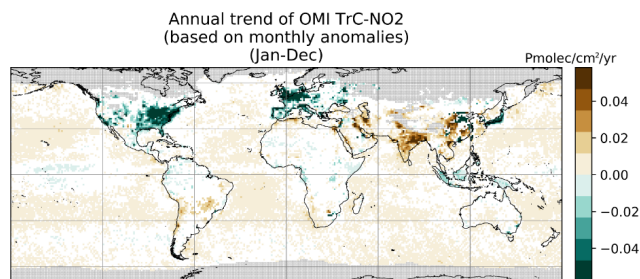 Annual trend of OMI TrC-NO2
(based on monthly anomalies)
(Jan-Dec)
Pmolec/cm²/yr
0.04
0.02
0.00
−0.02
−0.04